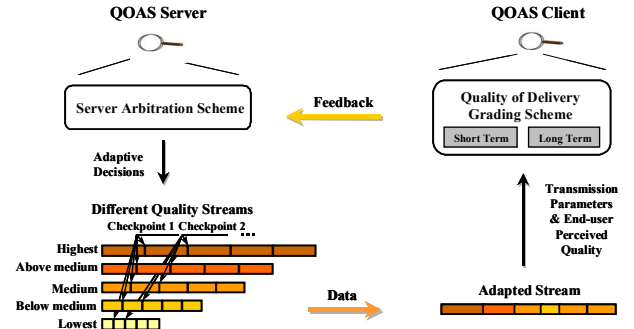 QOAS Server
QOAS Client
Server Arbitration Scheme
Feedback
Quality of Delivery
Grading Scheme
Short Term
Long Term
Adaptive
Decisions
Transmission
Parameters
& End-user
Perceived
Quality
Different Quality Streams
Checkpoint 1 Checkpoint 2 ...
Highest
Above medium
Medium
Below medium
Lowest
Data
Adapted Stream